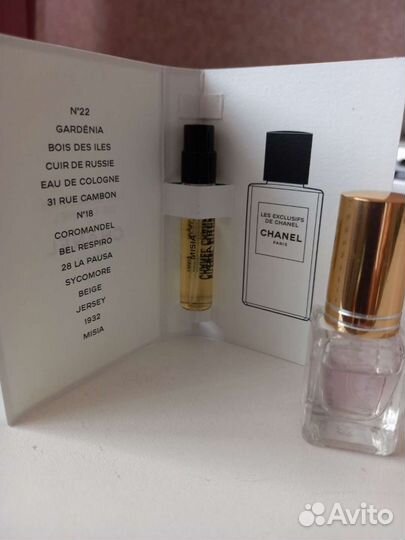 N°22
GARDÉNIA
BOIS DES ILES
CUIR DE RUSSIE
EAU DE COLOGNE
31 RUE CAMBON
N°18
COROMANDEL
BEL RESPIRO
28 LA PAUSA
SYCOMORE
BEIGE
JERSEY
1932
MISIA
MISIA
LES EXCLUSIFS
DE CHANEL
CHANEL
PARIS
Avito